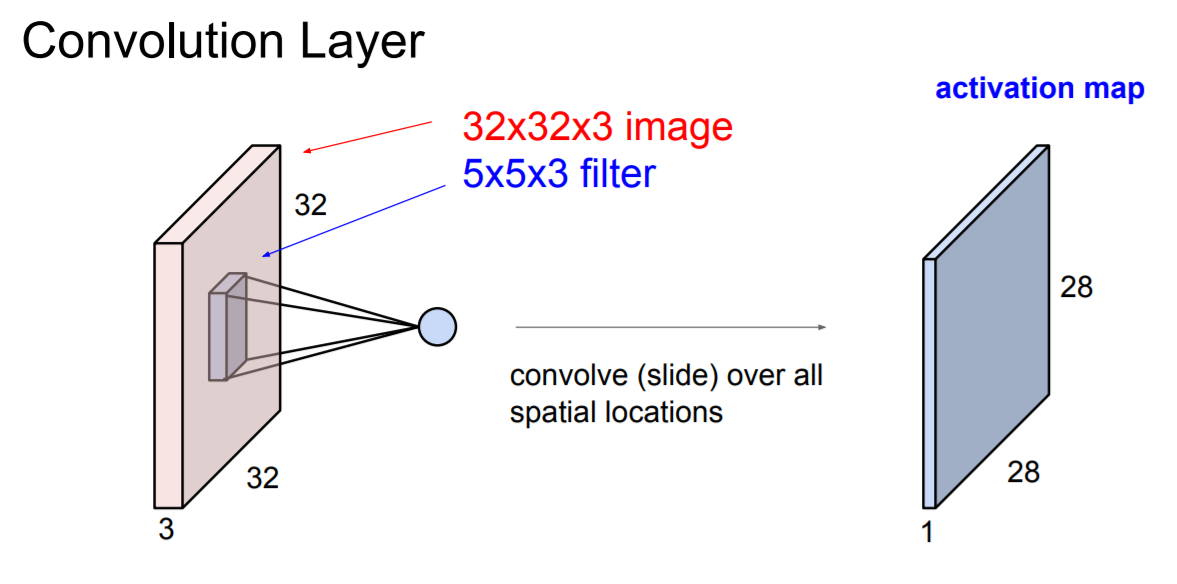 Convolution Layer
activation map
32x32x3 image
5x5x3 filter
32
28
convolve (slide) over all
spatial locations
32
28
3
1